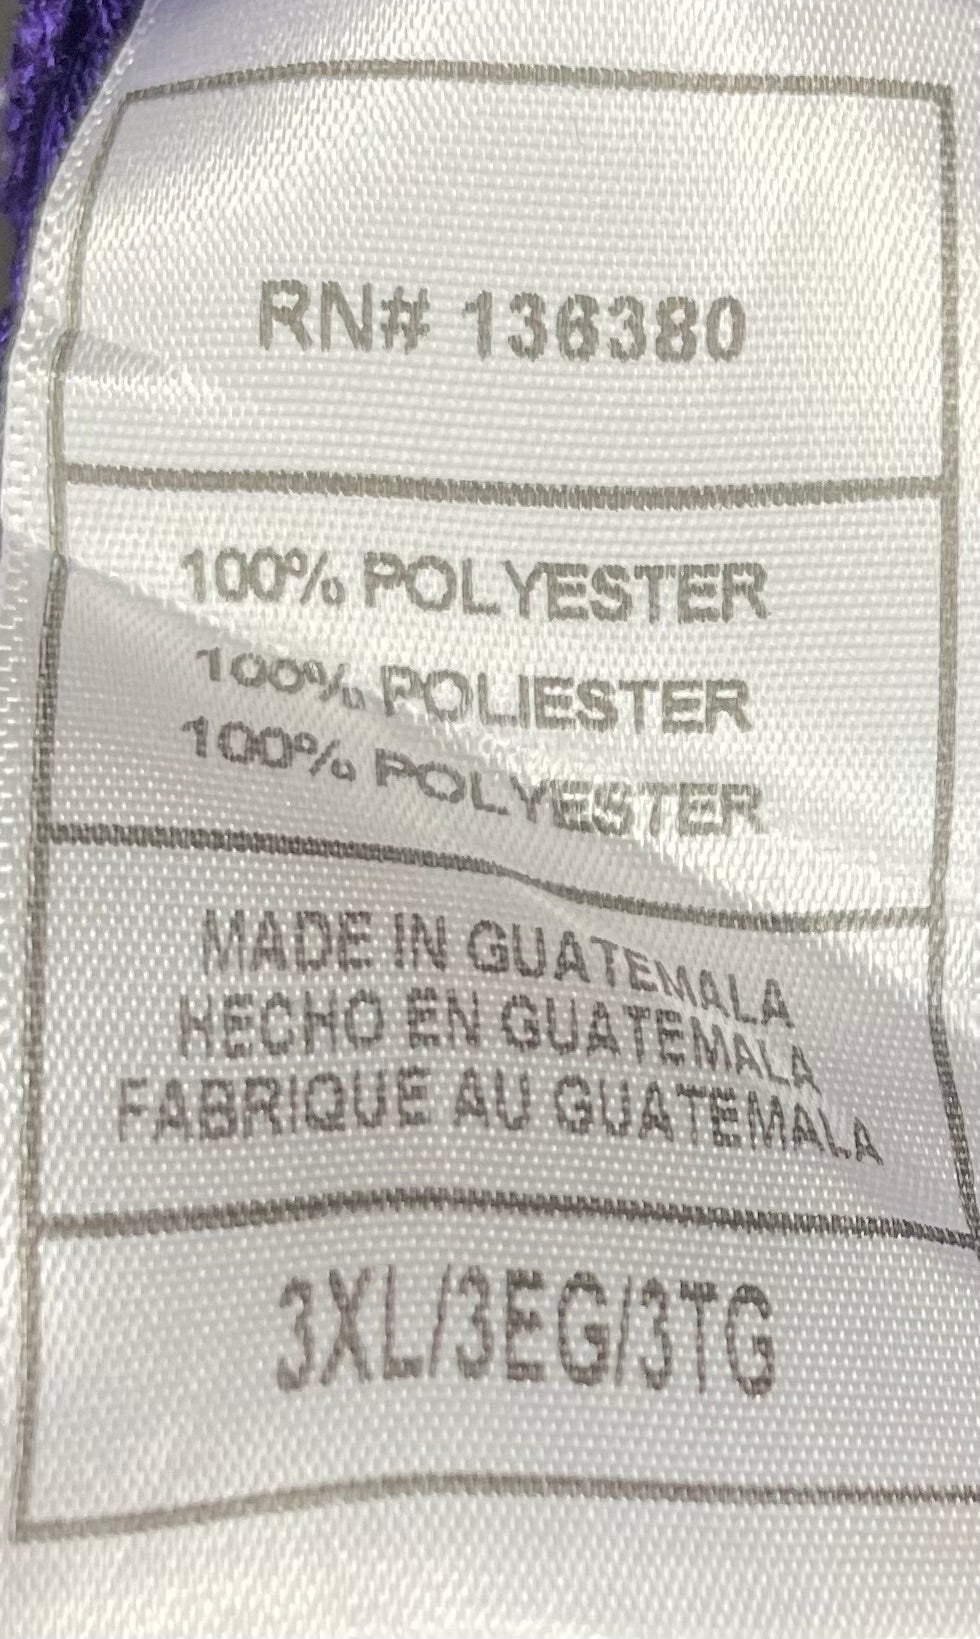 RN# 136380
100% POLYESTER
100% POLIESTER
100% POLYESTER
MADE IN GUATEMALA
HECHO EN GUATEMALA
FABRIQUE AU GUATEMALA
3XL/3EG/3TG